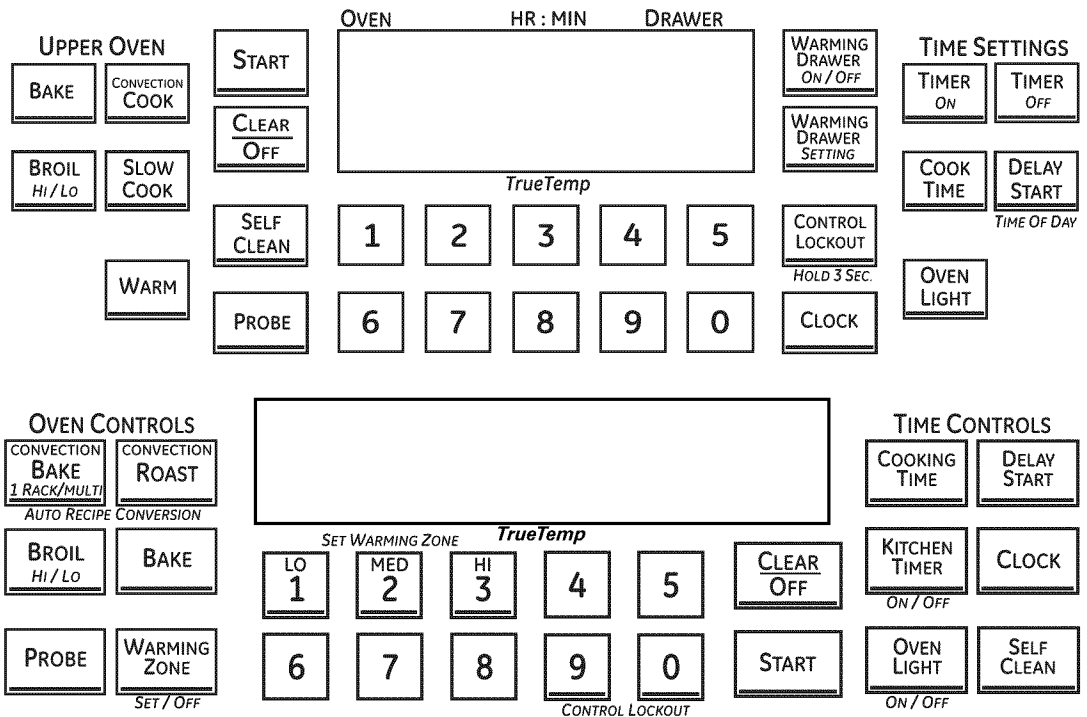 OVEN HR : MIN DRAWER
UPPER OVEN
BAKE
CONVECTION
COOK
BROIL
HI / LO
SLOW
COOK
WARM
START
CLEAR
OFF
SELF
CLEAN
PROBE
TrueTemp
1 2 3 4 5
6 7 8 9 0
WARMING
DRAWER
ON / OFF
WARMING
DRAWER
SETTING
CONTROL
LOCKOUT
HOLD 3 SEC.
CLOCK
TIME SETTINGS
TIMER
ON
TIMER
OFF
COOK
TIME
DELAY
START
TIME OF DAY
OVEN
LIGHT
OVEN CONTROLS
CONVECTION
BAKE
1 RACK/MULTI
CONVECTION
ROAST
AUTO RECIPE CONVERSION
BROIL
HI / LO
BAKE
PROBE
WARMING
ZONE
SET / OFF
SET WARMING ZONE
TrueTemp
LO
1
MED
2
HI
3
4
5
6 7 8 9 0
CONTROL LOCKOUT
CLEAR
OFF
START
TIME CONTROLS
COOKING
TIME
DELAY
START
KITCHEN
TIMER
ON / OFF
CLOCK
OVEN
LIGHT
ON / OFF
SELF
CLEAN